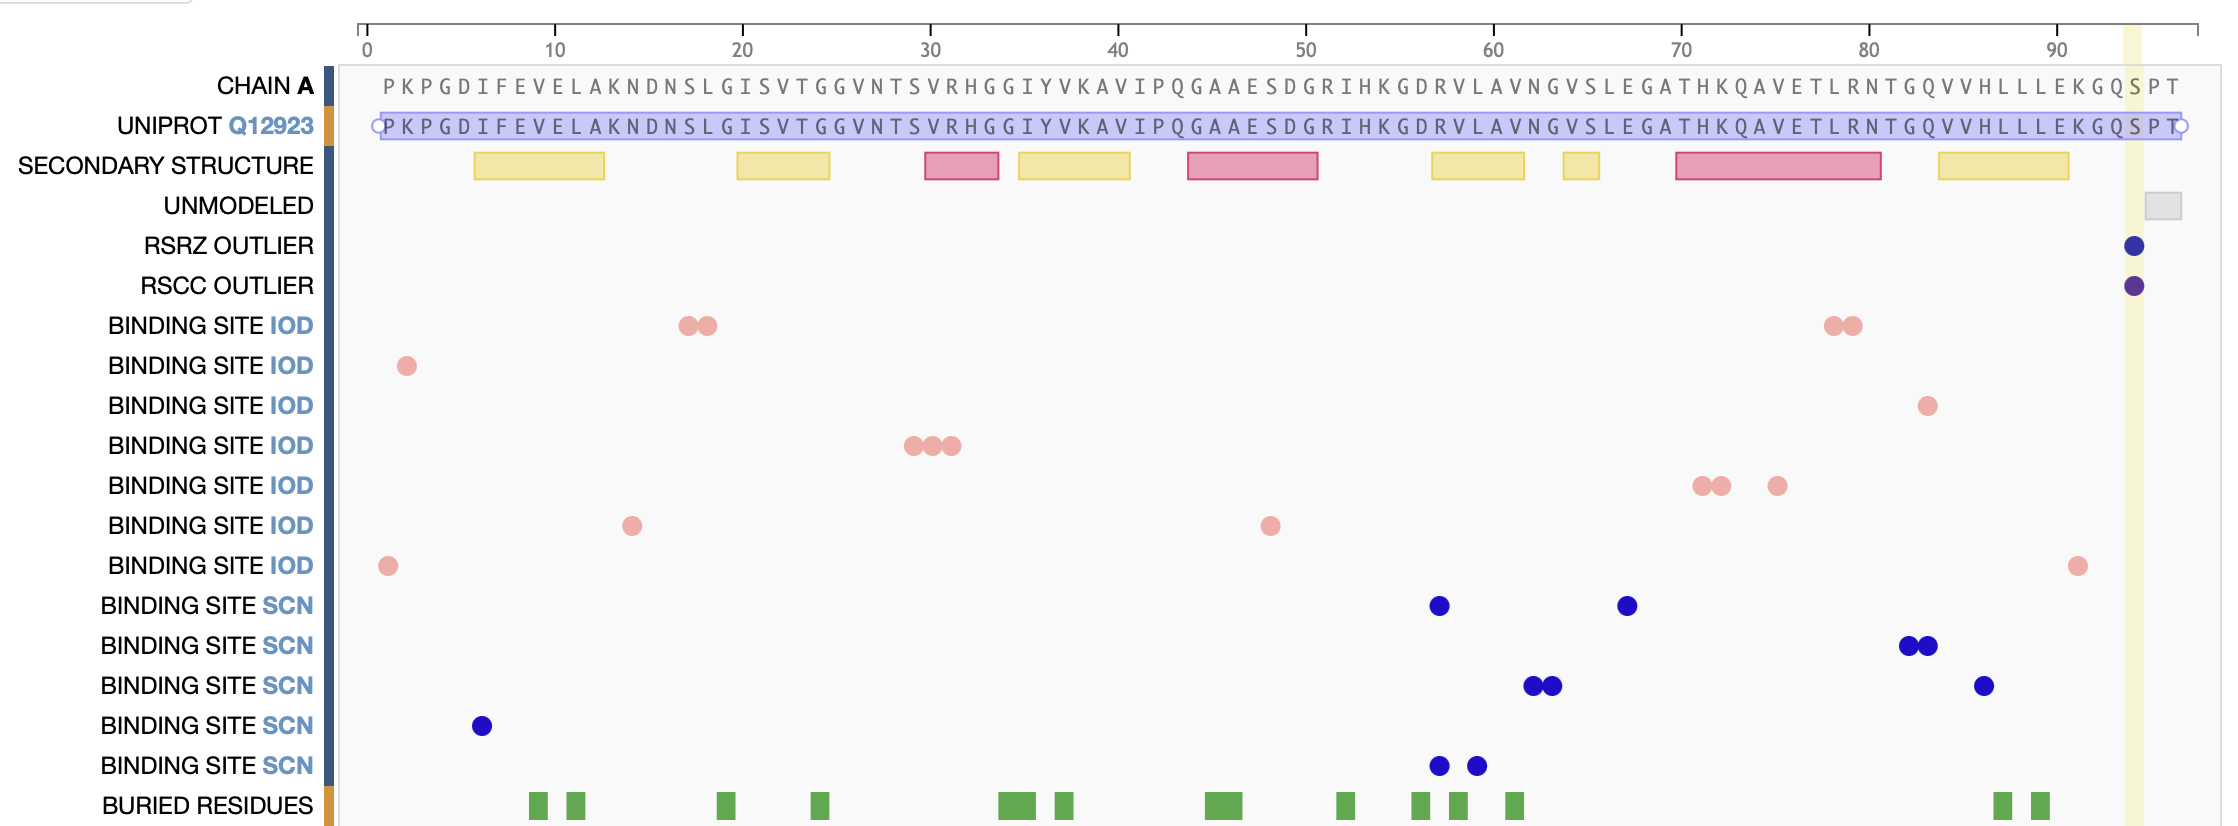 0 10 20 30 40 50 60 70 80 90
CHAIN A PKPGDIFEVELAKNDNSLGISVTGGVNTSVRHGGIYVKAVIPQGAAESDGRIHKGDRVLAVNGVSLEGATHKQAVETLRNTGQVVHLLLEKGQSPT
UNIPROT Q12923 PKPGDIFEVELAKNDNSLGISVTGGVNTSVRHGGIYVKAVIPQGAAESDGRIHKGDRVLAVNGVSLEGATHKQAVETLRNTGQVVHLLLEKGQSPT
SECONDARY STRUCTURE
UNMODELED
RSRZ OUTLIER
RSCC OUTLIER
BINDING SITE IOD
BINDING SITE IOD
BINDING SITE IOD
BINDING SITE IOD
BINDING SITE IOD
BINDING SITE IOD
BINDING SITE IOD
BINDING SITE SCN
BINDING SITE SCN
BINDING SITE SCN
BINDING SITE SCN
BINDING SITE SCN
BURIED RESIDUES